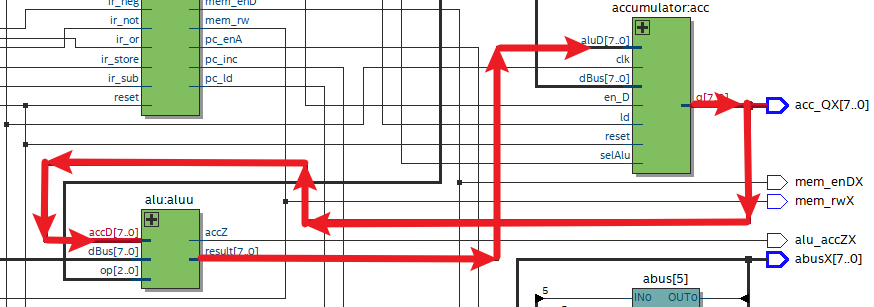 accumulator:acc
ir_neg
mem_enD
ir_not
mem_rw
ir_or
pc_enA
aluD[7..0]
ir_store
pc_inc
clk
ir_sub
pc_ld
dBus[7..0]
reset
en_D
q[7..0]
acc_QX[7..0]
ld
reset
selAlu
mem_enDX
alu:aluu
mem_rwX
accD[7..0]
accZ
alu_accZX
dBus[7..0]
result[7..0]
abusX[7..0]
op[2..0]
abus[5]
5
INo
OUTo